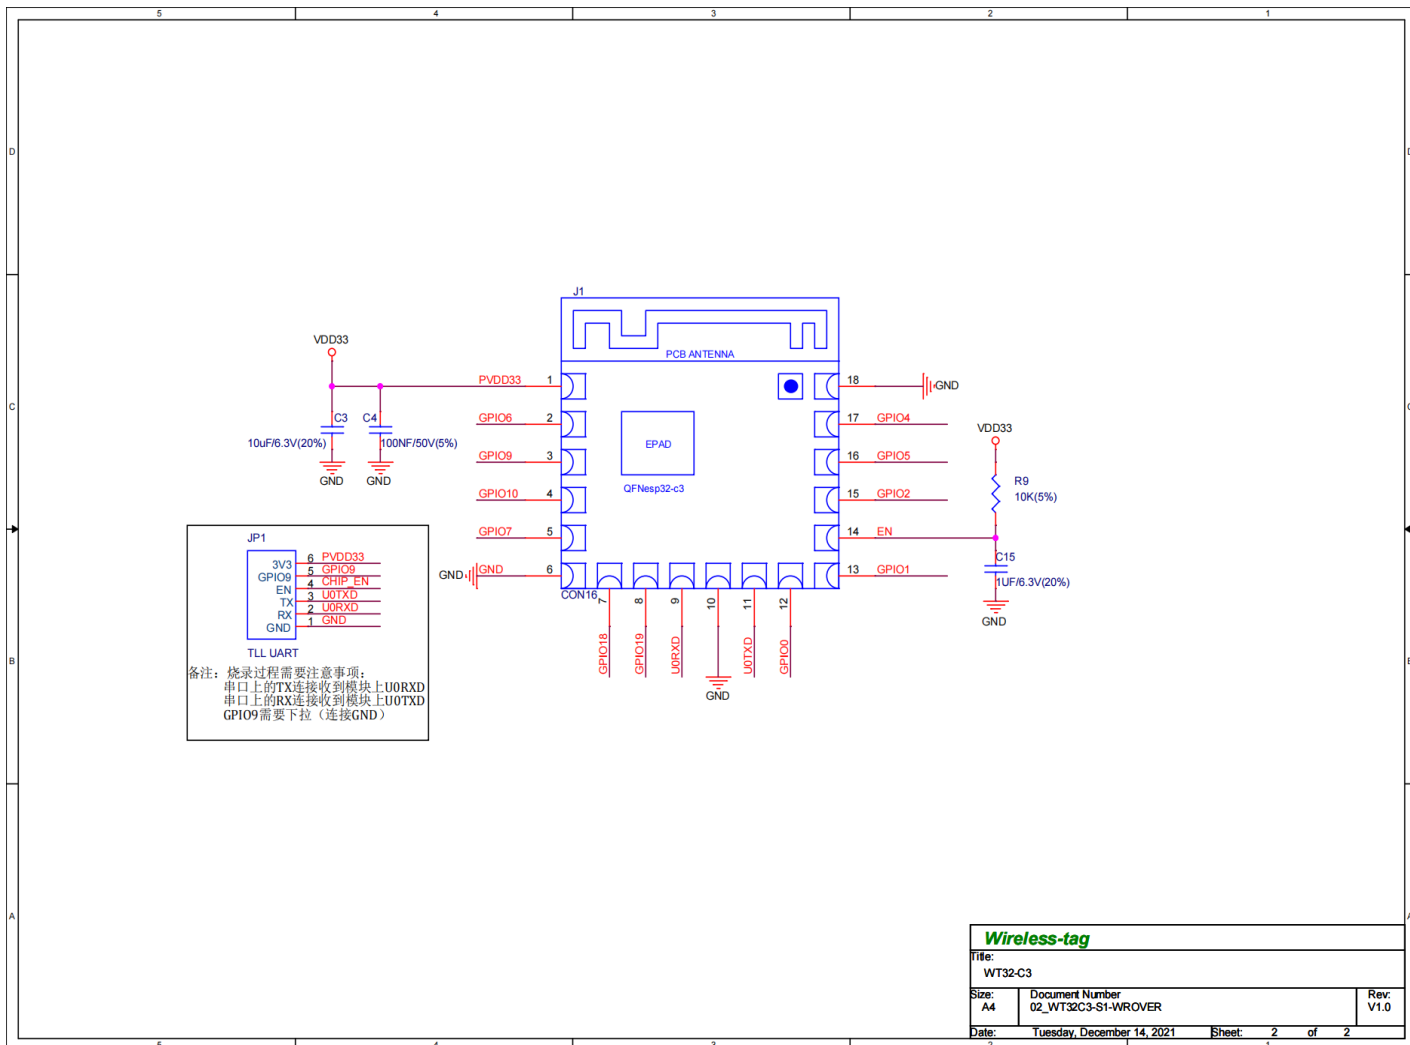 5
4
3
2
1
D
D
C
C
B
B
A
A
J1
PCB ANTENNA
VDD33
PVDD33
1
18
GND
GPIO6
2
17
GPIO4
C3
C4
10uF/6.3V(20%)
100NF/50V(5%)
GND
GND
EPAD
QFNesp32-c3
GPIO9
3
16
GPIO5
GPIO10
4
15
GPIO2
GPIO7
5
14
EN
GND
GND
6
13
GPIO1
CON16
7
8
9
10
11
12
GPIO18
GPIO19
U0RXD
U0TXD
GPIO0
GND
VDD33
R9
10K(5%)
C15
1UF/6.3V(20%)
GND
JP1
3V3
6
PVDD33
GPIO9
5
GPIO9
EN
4
CHIP_EN
TX
3
U0TXD
RX
2
U0RXD
GND
1
GND
TLL UART
备注：烧录过程需要注意事项：
串口上的TX连接收到模块上U0RXD
串口上的RX连接收到模块上U0TXD
GPIO9需要下拉（连接GND）
Wireless-tag
Title:
WT32-C3
Size:
A4
Document Number
02_WT32C3-S1-WROVER
Rev:
V1.0
Date:
Tuesday, December 14, 2021
Sheet:
2
of
2
5
4
3
2
1